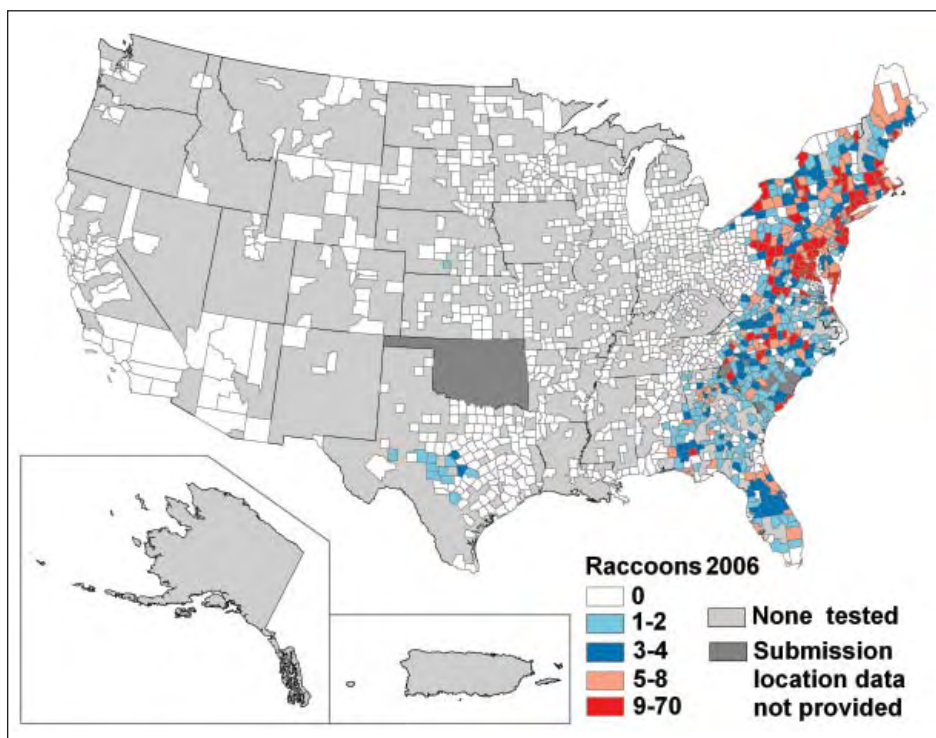 Raccoons 2006
0
1-2
3-4
5-8
9-70
None tested
Submission
location data
not provided